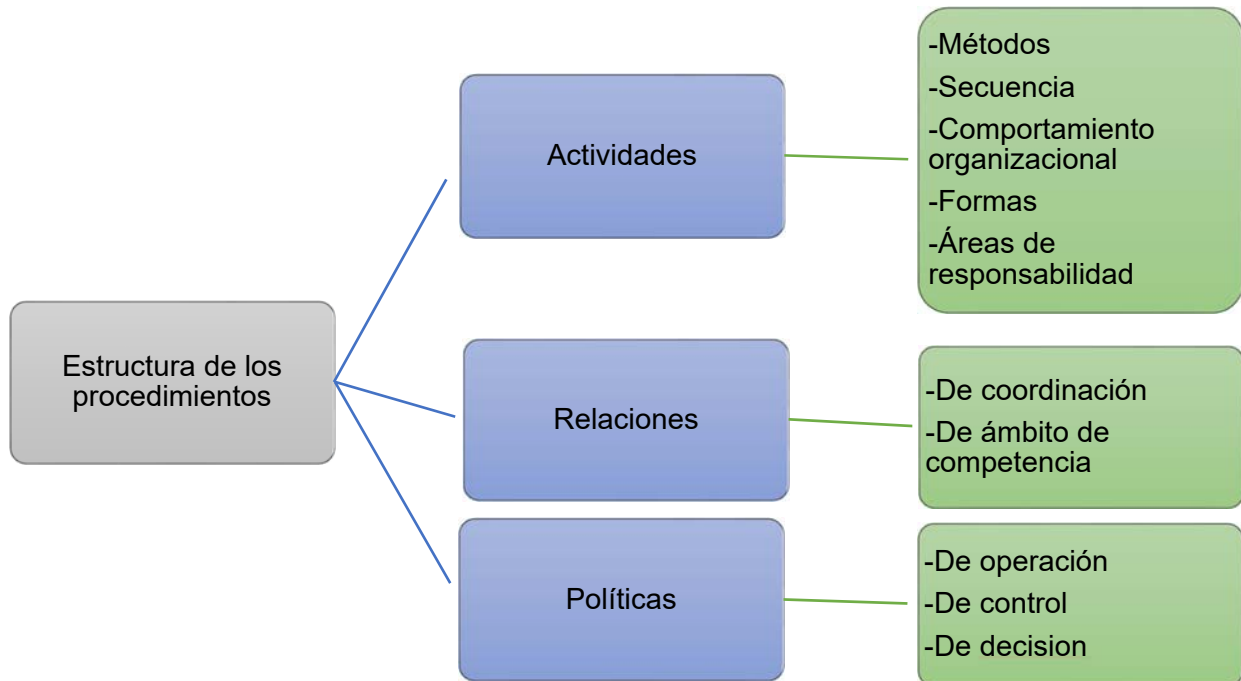 Estructura de los
procedimientos
Actividades
-Métodos
-Secuencia
-Comportamiento
organizacional
-Formas
-Áreas de
responsabilidad
Relaciones
-De coordinación
-De ámbito de
competencia
Políticas
-De operación
-De control
-De decision